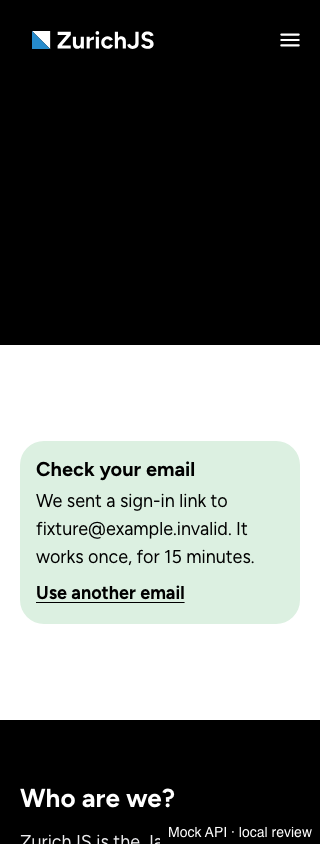 ZurichJS
Check your email
We sent a sign-in link to
fixture@example.invalid. It
works once, for 15 minutes.
Use another email
Who are we?
ZurichJS is the
Mock API · local review